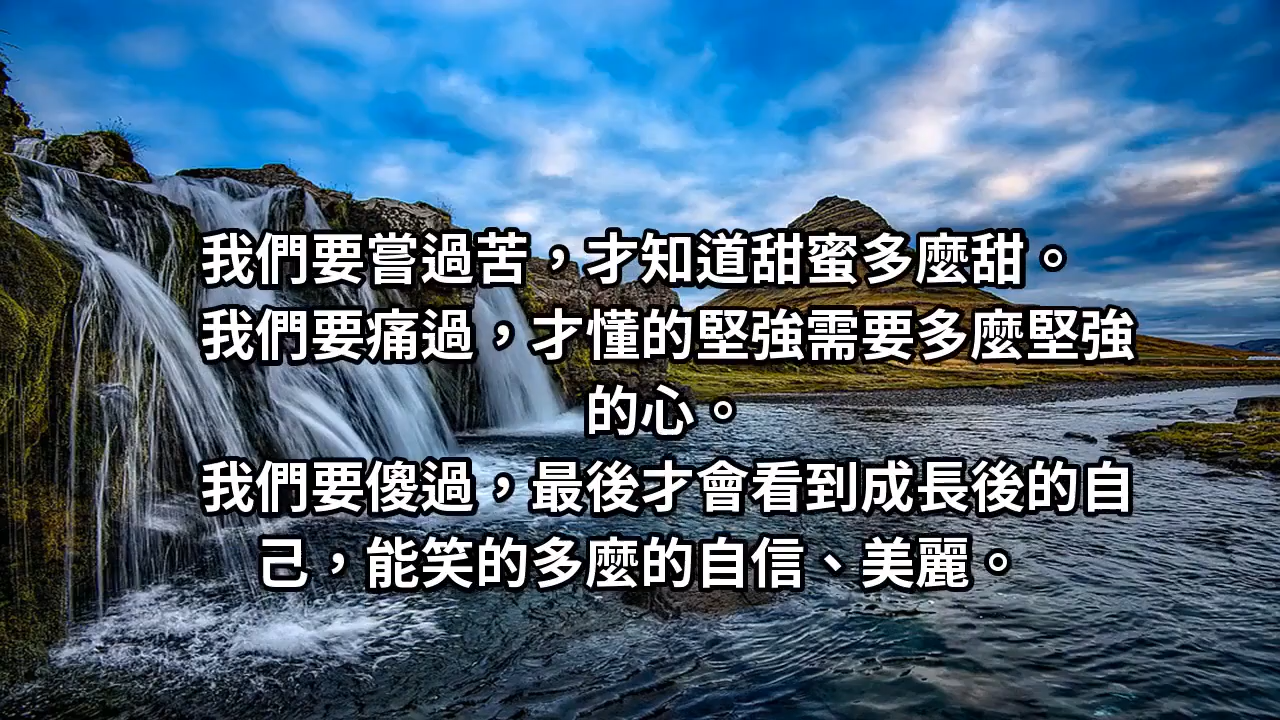 我們要嘗過苦，才知道甜蜜多麼甜。
我們要痛過，才懂的堅強需要多麼堅強
的心。
我們要傻過，最後才會看到成長後的自
己，能笑的多麼的自信、美麗。